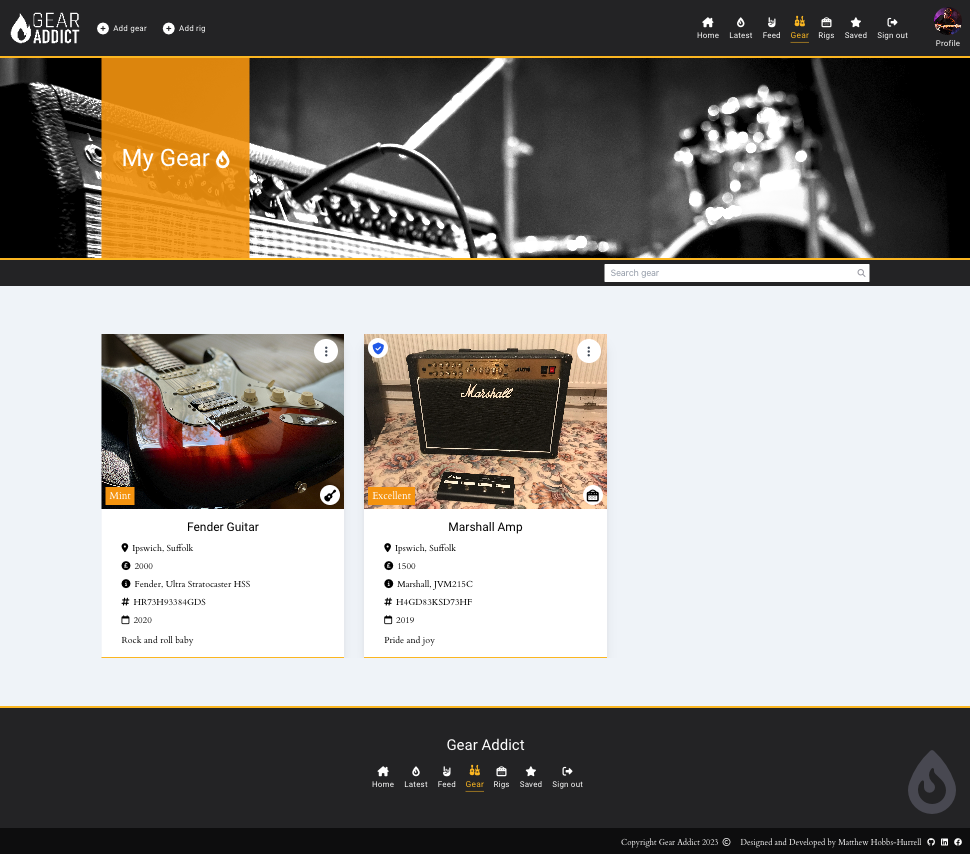 GEAR
ADDICT
Add gear
Add rig
Home
Latest
Feed
Gear
Rigs
Saved
Sign out
Profile
My Gear
Search gear
Marshall
Mint
Excellent
Fender Guitar
Ipswich, Suffolk
2000
Fender, Ultra Stratocaster HSS
HR73H93384GDS
2020
Rock and roll baby
Marshall Amp
Ipswich, Suffolk
1500
Marshall, JVM215C
H4GD83KSD73HF
2019
Pride and joy
Gear Addict
Home
Latest
Feed
Gear
Rigs
Saved
Sign out
Copyright Gear Addict 2023 © Designed and Developed by Matthew Hobbs-Hurrell